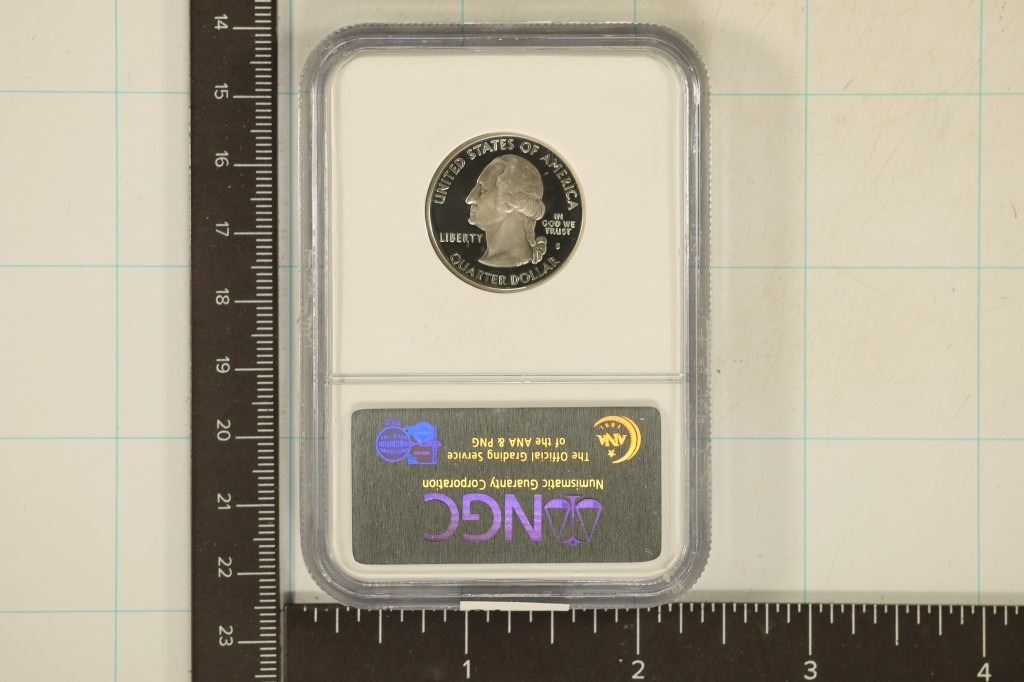 UNITED STATES OF AMERICA
LIBERTY
IN
GOD WE
TRUST
S
QUARTER DOLLAR
NGC
Numismatic Guaranty Corporation
The Official Grading Service
of the ANA & PNG
ANA
1891
14
15
16
17
18
19
20
21
22
23
1
2
3
4